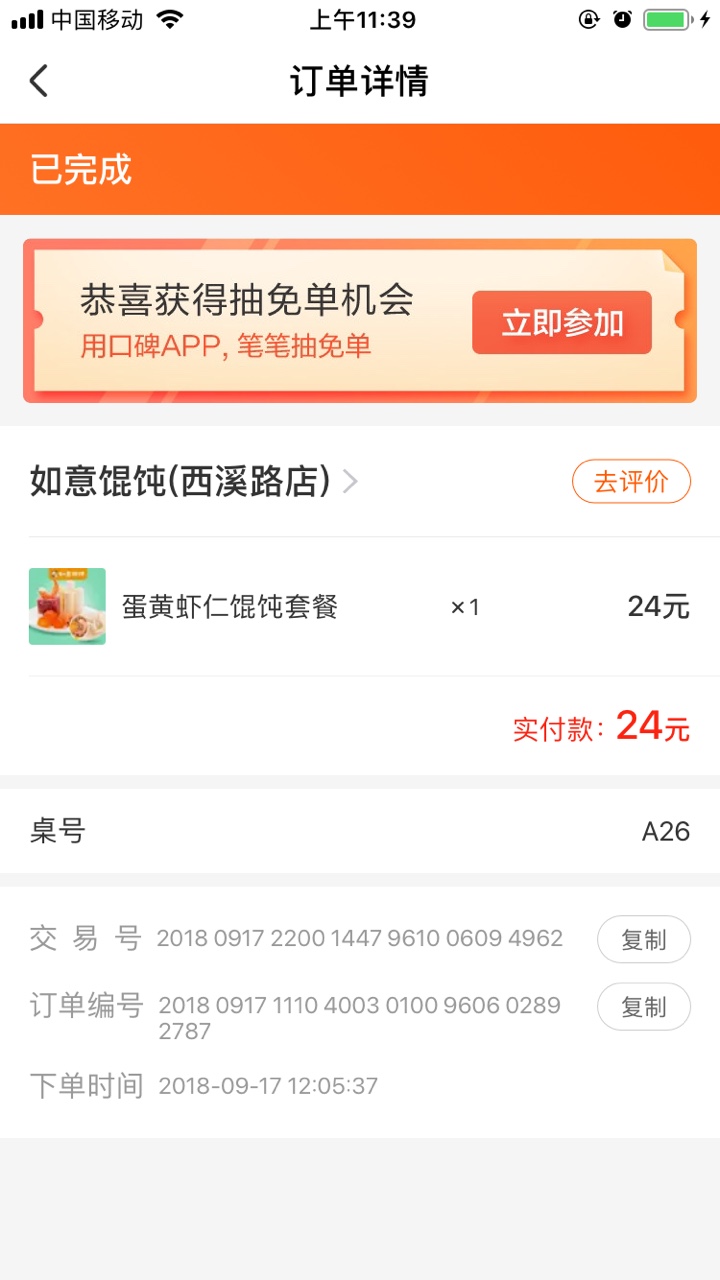 中国移动
上午11:39
订单详情
已完成
恭喜获得抽免单机会
用口碑APP, 笔笔抽免单
立即参加
如意馄饨(西溪路店)
去评价
蛋黄虾仁馄饨套餐 ×1 24元
实付款: 24元
桌号 A26
交易号 2018 0917 2200 1447 9610 0609 4962
复制
订单编号 2018 0917 1110 4003 0100 9606 0289
2787
复制
下单时间 2018-09-17 12:05:37